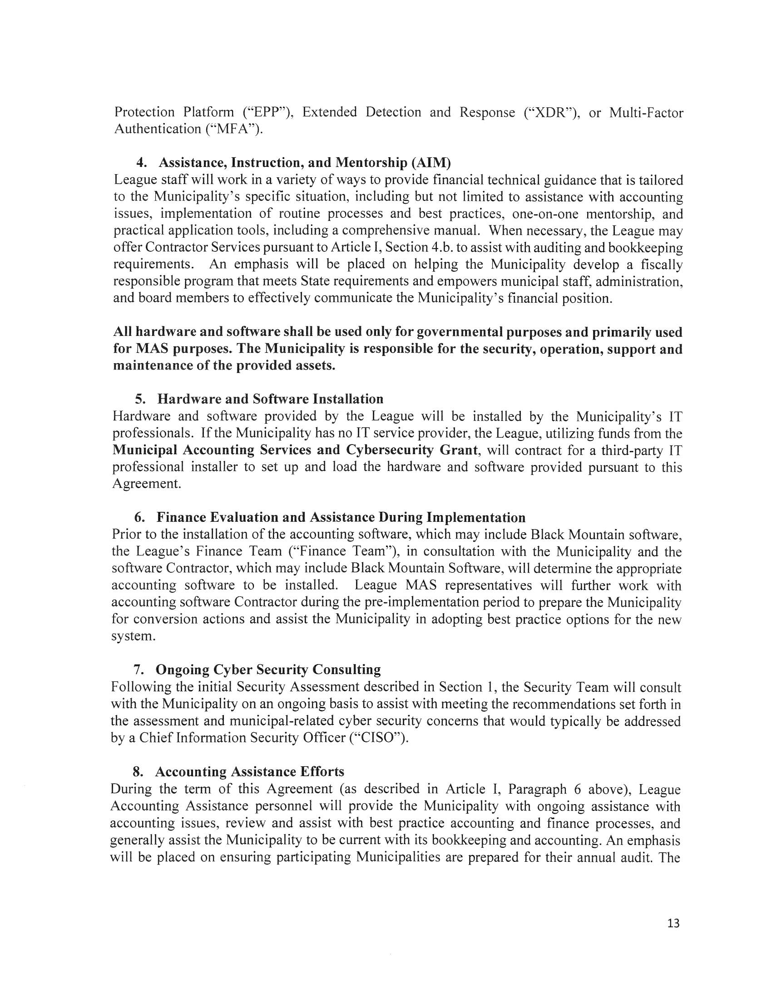 Protection Platform (“EPP”), Extended Detection and Response (“XDR”), or Multi-Factor
Authentication (“MFA”).
4. Assistance, Instruction, and Mentorship (AIM)
League staff will work in a variety of ways to provide financial technical guidance that is tailored
to the Municipality’s specific situation, including but not limited to assistance with accounting
issues, implementation of routine processes and best practices, one-on-one mentorship, and
practical application tools, including a comprehensive manual. When necessary, the League may
offer Contractor Services pursuant to Article I, Section 4.b. to assist with auditing and bookkeeping
requirements. An emphasis will be placed on helping the Municipality develop a fiscally
responsible program that meets State requirements and empowers municipal staff, administration,
and board members to effectively communicate the Municipality’s financial position.
All hardware and software shall be used only for governmental purposes and primarily used
for MAS purposes. The Municipality is responsible for the security, operation, support and
maintenance of the provided assets.
5. Hardware and Software Installation
Hardware and software provided by the League will be installed by the Municipality’s IT
professionals. If the Municipality has no IT service provider, the League, utilizing funds from the
Municipal Accounting Services and Cybersecurity Grant, will contract for a third-party IT
professional installer to set up and load the hardware and software provided pursuant to this
Agreement.
6. Finance Evaluation and Assistance During Implementation
Prior to the installation of the accounting software, which may include Black Mountain software,
the League’s Finance Team (“Finance Team”), in consultation with the Municipality and the
software Contractor, which may include Black Mountain Software, will determine the appropriate
accounting software to be installed. League MAS representatives will further work with
accounting software Contractor during the pre-implementation period to prepare the Municipality
for conversion actions and assist the Municipality in adopting best practice options for the new
system.
7. Ongoing Cyber Security Consulting
Following the initial Security Assessment described in Section 1, the Security Team will consult
with the Municipality on an ongoing basis to assist with meeting the recommendations set forth in
the assessment and municipal-related cyber security concerns that would typically be addressed
by a Chief Information Security Officer (“CISO”).
8. Accounting Assistance Efforts
During the term of this Agreement (as described in Article I, Paragraph 6 above), League
Accounting Assistance personnel will provide the Municipality with ongoing assistance with
accounting issues, review and assist with best practice accounting and finance processes, and
generally assist the Municipality to be current with its bookkeeping and accounting. An emphasis
will be placed on ensuring participating Municipalities are prepared for their annual audit. The
13